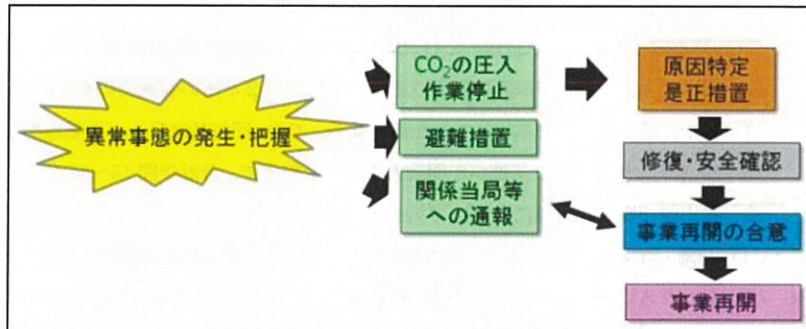 異常事態の発生・把握
CO₂の圧入
作業停止
避難措置
関係当局等
への通報
原因特定
是正措置
修復・安全確認
事業再開の合意
事業再開